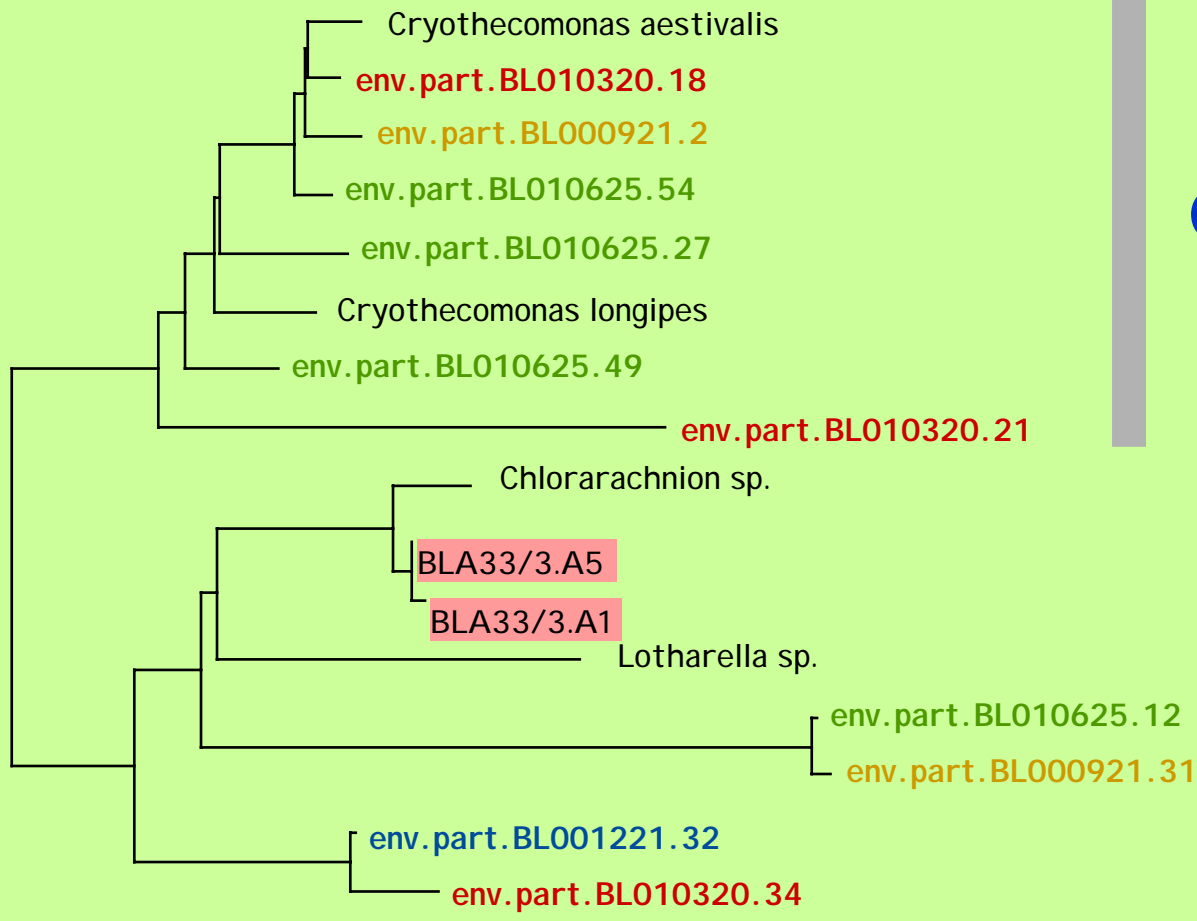 Cryothecomonas aestivalis
env.part.BL010320.18
env.part.BL000921.2
env.part.BL010625.54
env.part.BL010625.27
Cryothecomonas longipes
env.part.BL010625.49
env.part.BL010320.21
Chlorarachnion sp.
BLA33/3.A5
BLA33/3.A1
Lotharella sp.
env.part.BL010625.12
env.part.BL000921.31
env.part.BL001221.32
env.part.BL010320.34